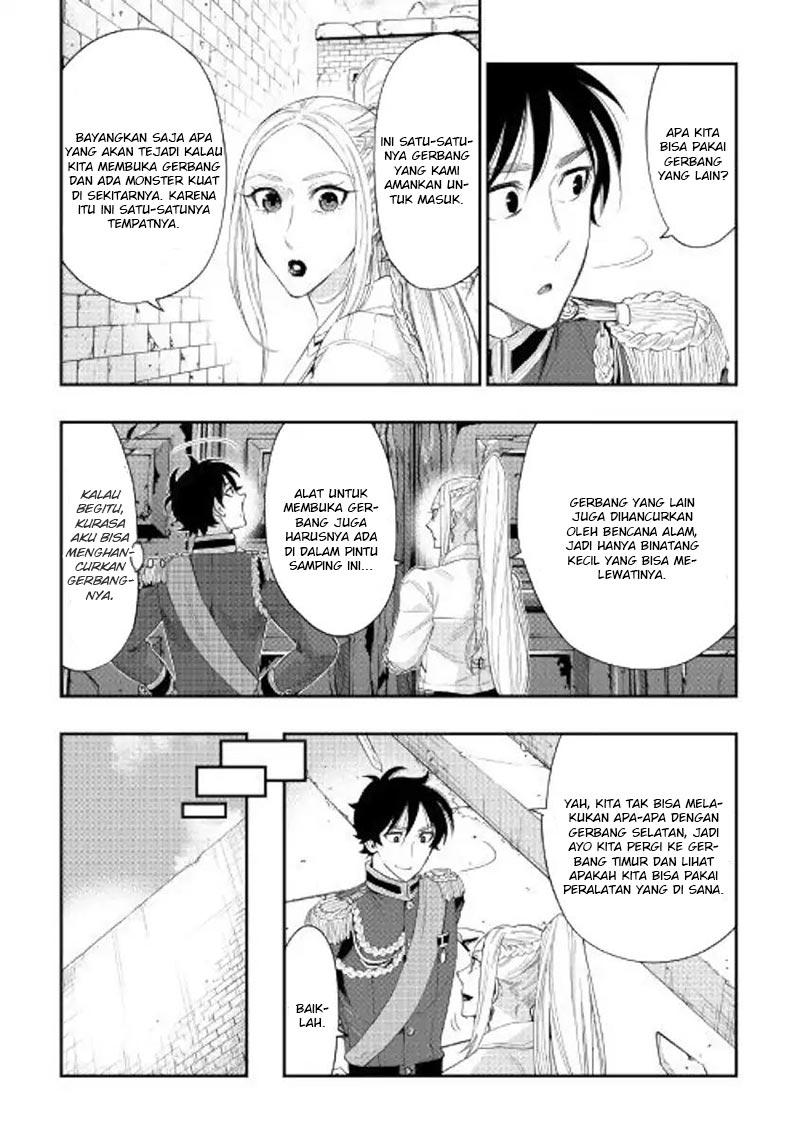 APA KITA
BISA PAKAI
GERBANG
YANG LAIN?
INI SATU-SATU-
NYA GERBANG
YANG KAMI
AMANKAN UN-
TUK MASUK.
BAYANGKAN SAJA APA
YANG AKAN TEJADI KALAU
KITA MEMBUKA GERBANG
DAN ADA MONSTER KUAT
DI SEKITARNYA. KARENA
ITU INI SATU-SATUNYA
TEMPATNYA.
GERBANG YANG LAIN
JUGA DIHANCURKAN
OLEH BENCANA ALAM,
JADI HANYA BINATANG
KECIL YANG BISA ME-
LEWATINYA.
ALAT UNTUK
MEMBUKA GER-
BANG JUGA
HARUSNYA ADA
DI DALAM PINTU
SAMPING INI...
KALAU
BEGITU,
KURASA
AKU BISA
MENGHAN-
CURKAN
GERBANG-
NYA.
YAH, KITA TAK BISA MELA-
KUKAN APA-APA DENGAN
GERBANG SELATAN, JADI
AYO KITA PERGI KE GER-
BANG TIMUR DAN LIHAT
APAKAH KITA BISA PAKAI
PERALATAN YANG DI SANA.
BAIK-
LAH.